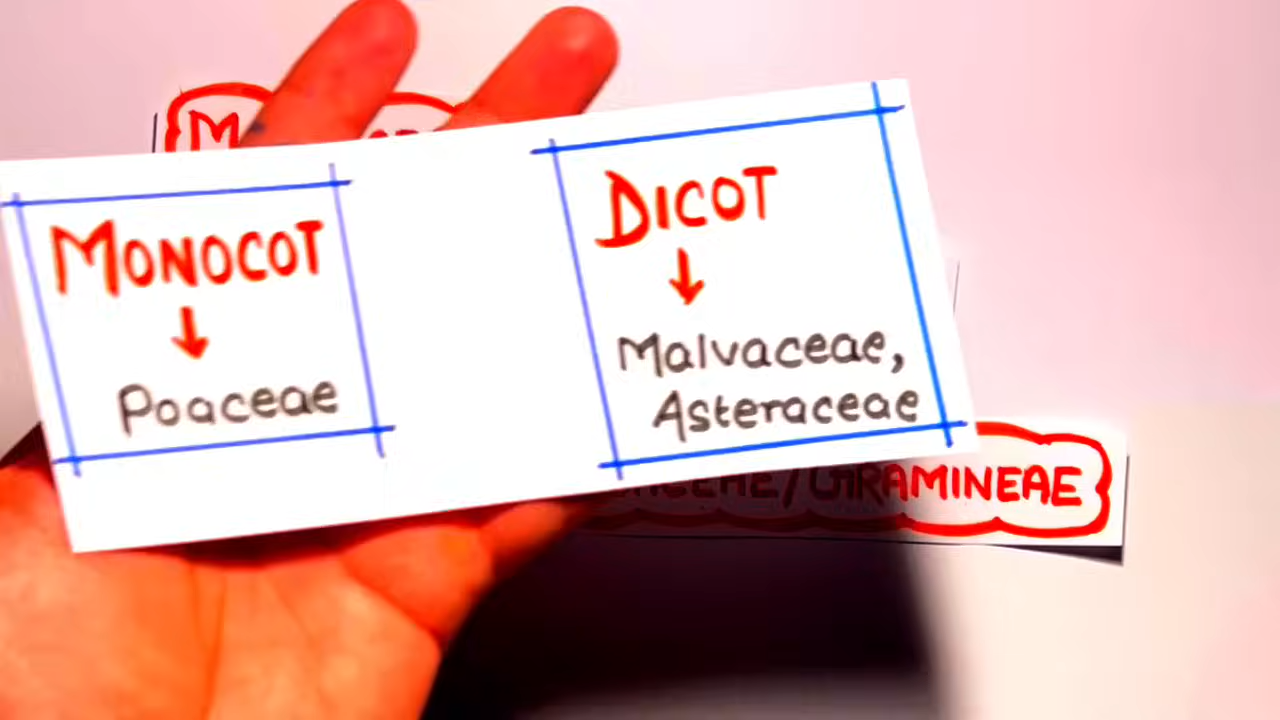 MONOCOT
↓
Poaceae
DICOT
↓
Malvaceae,
Asteraceae
/GRAMINEAE